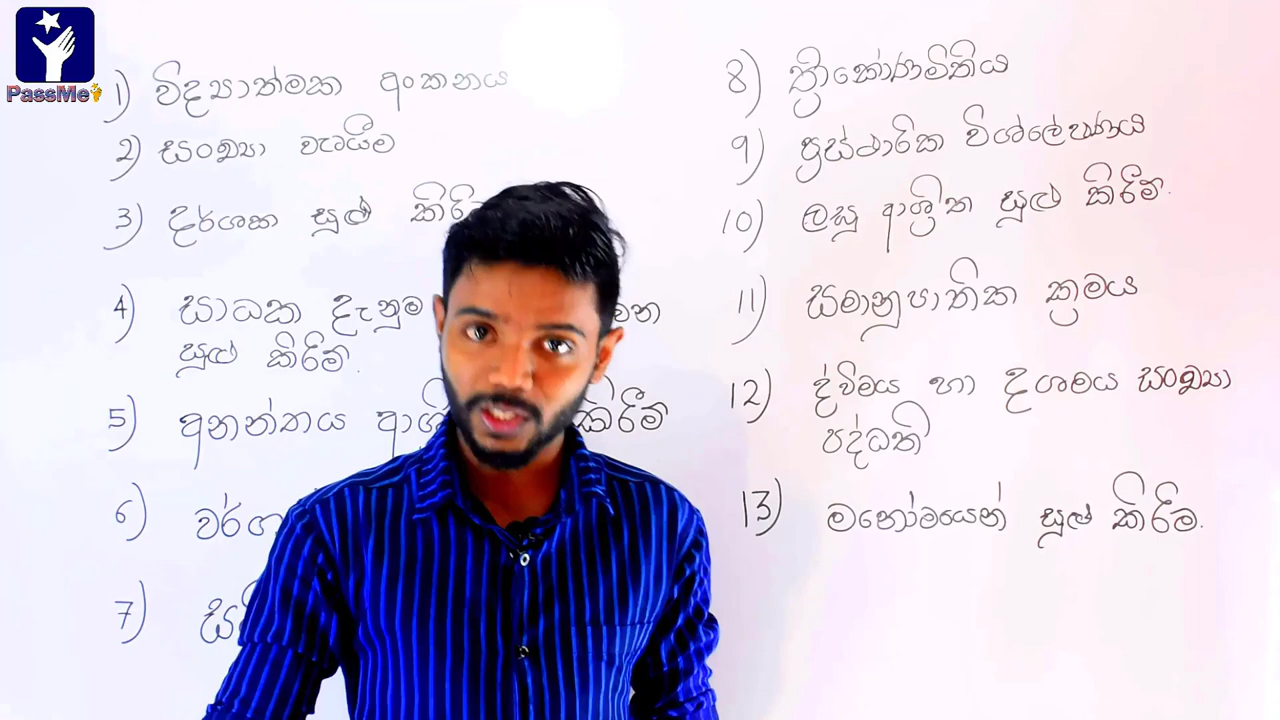 PassMe
1) විද්‍යාත්මක අංකනය
2) සංඛ්‍යා වැටයීම
3) දර්ශක සුළු
4) සාධක දැනුම
සුළු කිරීම්.
5) අනන්තය කිරීම්
6)
7)
8) ත්‍රිකෝණමිතිය
9) ප්‍රස්ථාරික විශ්ලේෂණය
10) ලඝු ආශ්‍රිත සුළු කිරීම්.
11) සමානුපාතික ක්‍රමය
12) ද්විමය හා දශමය සංඛ්‍යා
පද්ධති
13) මනෝමයෙන් සුළු කිරීම.